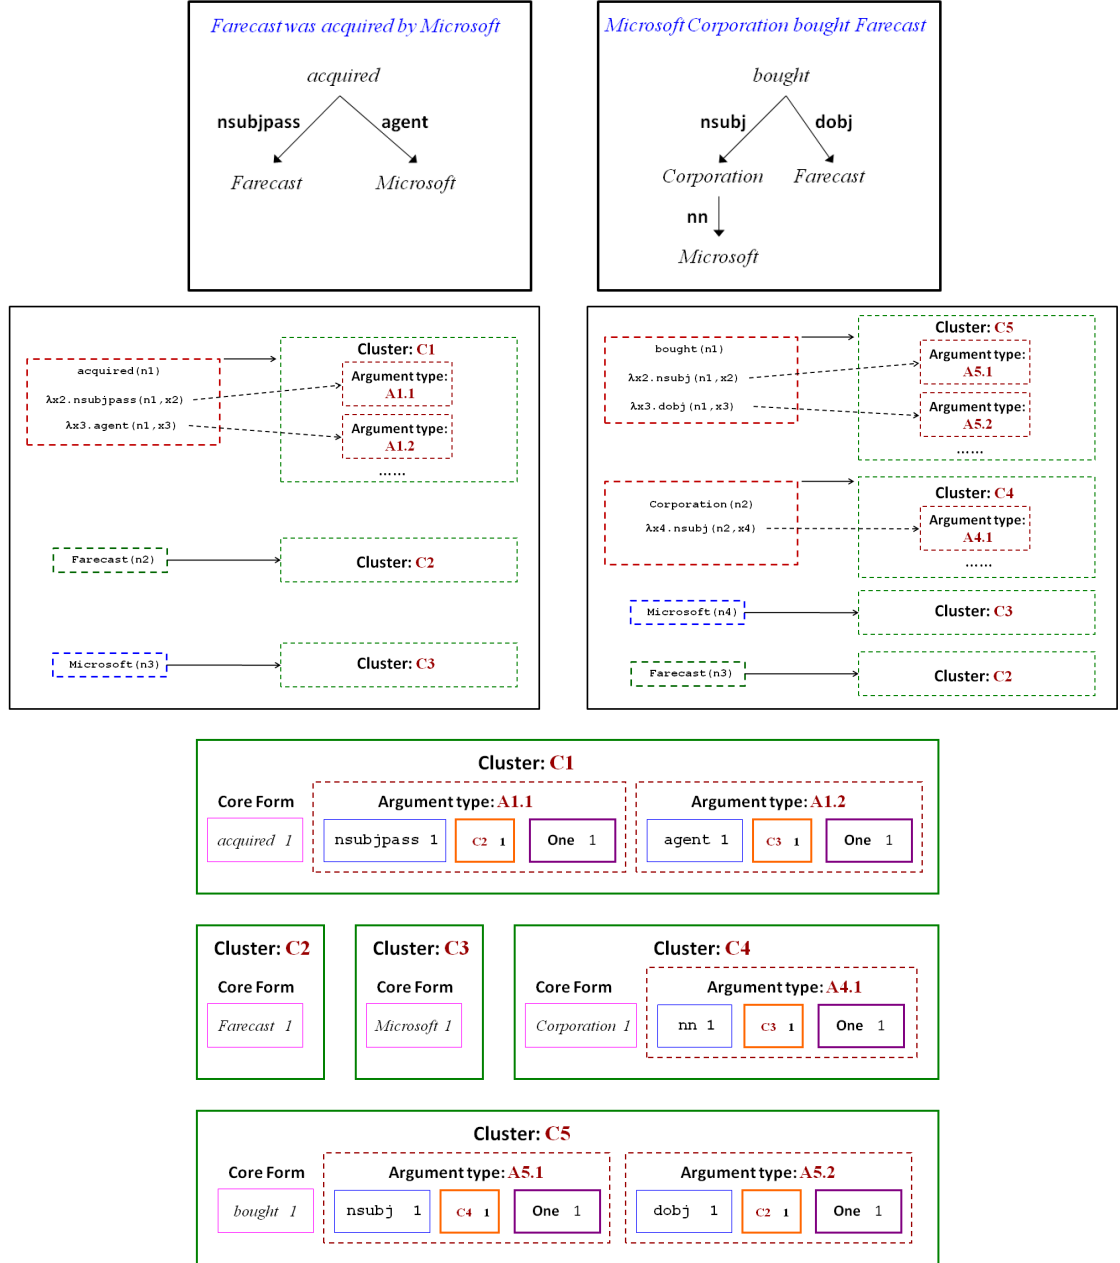 Farecast was acquired by Microsoft
acquired
nsubjpass agent
Farecast Microsoft
Microsoft Corporation bought Farecast
bought
nsubj dobj
Corporation Farecast
nn
Microsoft
acquired(n1)
λx2.nsubjpass(n1,x2)
λx3.agent(n1,x3)
Cluster: C1
Argument type:
A1.1
Argument type:
A1.2
......
Farecast(n2)
Cluster: C2
Microsoft(n3)
Cluster: C3
bought(n1)
λx2.nsubj(n1,x2)
λx3.dobj(n1,x3)
Cluster: C5
Argument type:
A5.1
Argument type:
A5.2
......
Corporation(n2)
λx4.nsubj(n2,x4)
Cluster: C4
Argument type:
A4.1
......
Microsoft(n4)
Cluster: C3
Farecast(n3)
Cluster: C2
Cluster: C1
Core Form
acquired 1
Argument type: A1.1
nsubjpass 1 C2 1 One 1
Argument type: A1.2
agent 1 C3 1 One 1
Cluster: C2
Core Form
Farecast 1
Cluster: C3
Core Form
Microsoft 1
Cluster: C4
Core Form
Corporation 1
Argument type: A4.1
nn 1 C3 1 One 1
Cluster: C5
Core Form
bought 1
Argument type: A5.1
nsubj 1 C4 1 One 1
Argument type: A5.2
dobj 1 C2 1 One 1